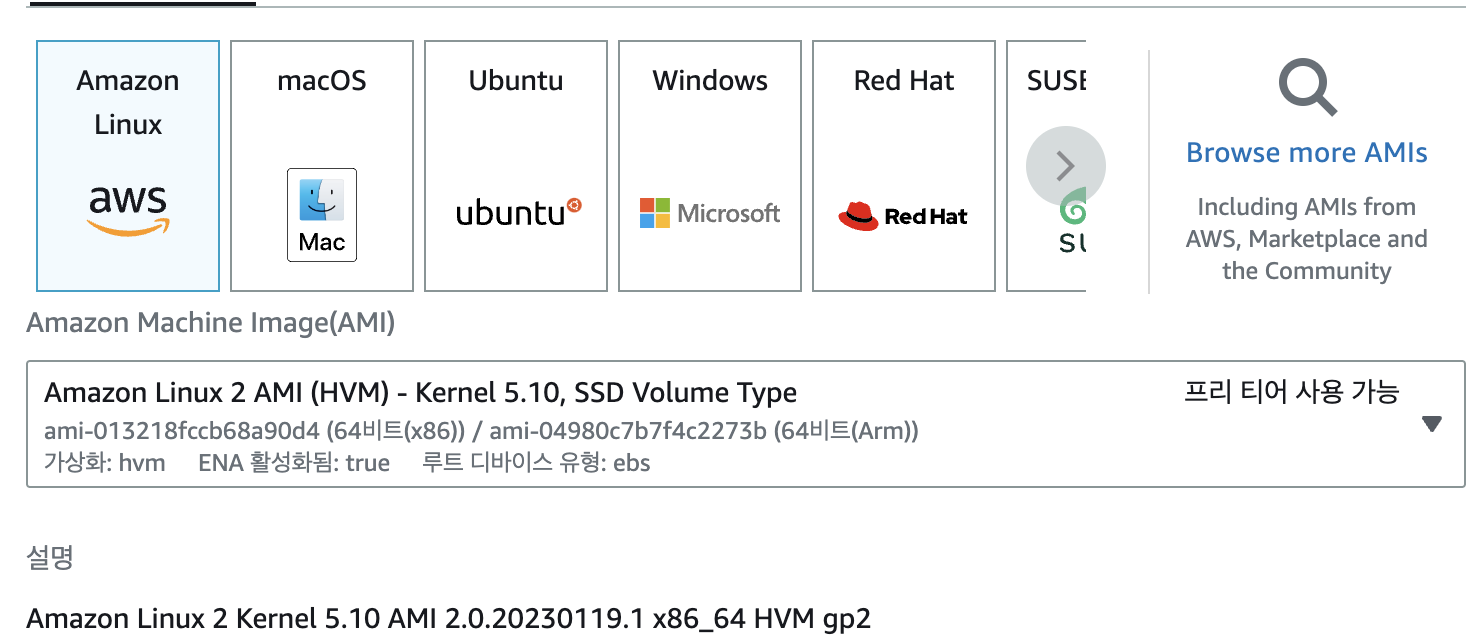 Amazon
Linux
aws
macOS
Mac
Ubuntu
ubuntu
Windows
Microsoft
Red Hat
Red Hat
SUSE
SU
Browse more AMIs
Including AMIs from
AWS, Marketplace and
the Community
Amazon Machine Image(AMI)
Amazon Linux 2 AMI (HVM) - Kernel 5.10, SSD Volume Type 프리 티어 사용 가능
ami-013218fccb68a90d4 (64비트(x86)) / ami-04980c7b7f4c2273b (64비트(Arm))
가상화: hvm ENA 활성화됨: true 루트 디바이스 유형: ebs
설명
Amazon Linux 2 Kernel 5.10 AMI 2.0.20230119.1 x86_64 HVM gp2